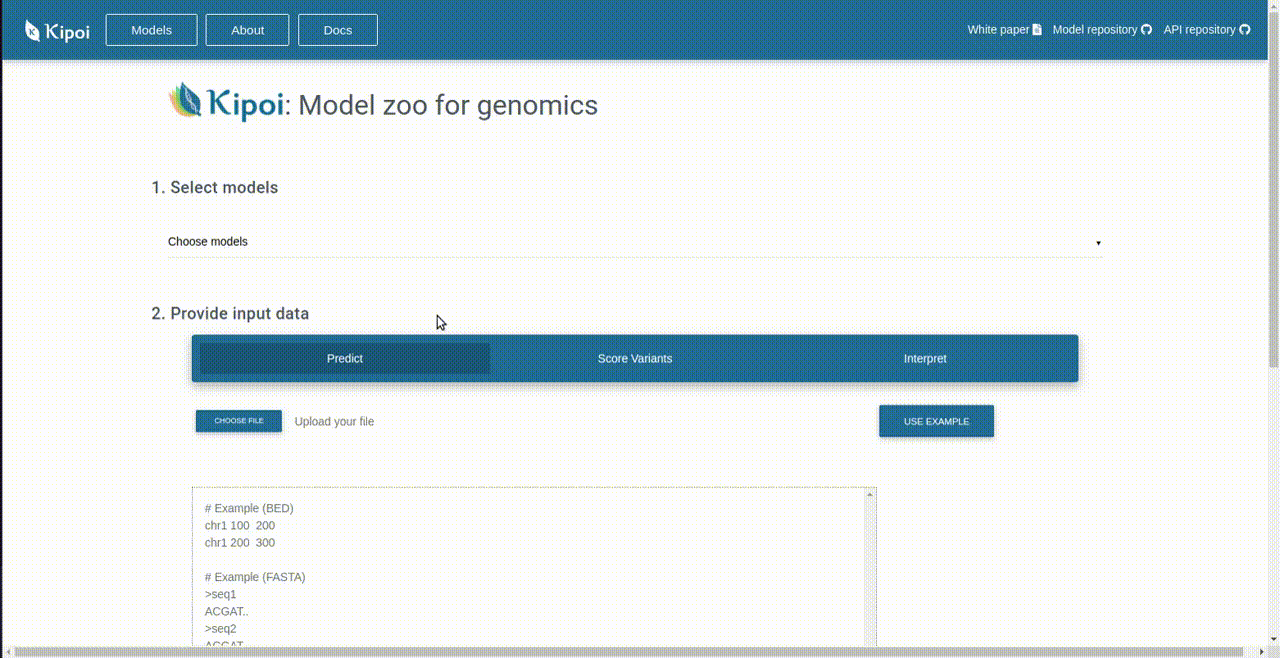 Kipoi Models About Docs White paper Model repository API repository
Kipoi: Model zoo for genomics
1. Select models
Choose models
2. Provide input data
Predict Score Variants Interpret
CHOOSE FILE Upload your file USE EXAMPLE
# Example (BED)
chr1 100 200
chr1 200 300
# Example (FASTA)
>seq1
ACGAT..
>seq2
ACGAT